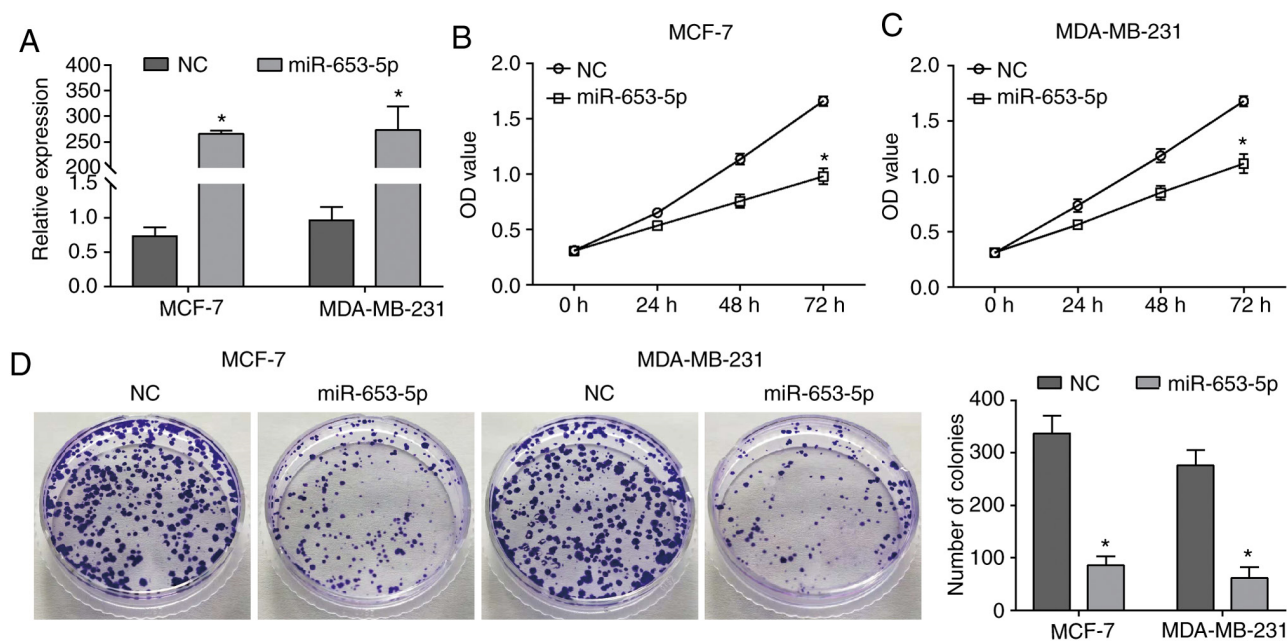 A
NC
miR-653-5p
Relative expression
400
350
300
250
200
1.5
1.0
0.5
0.0
*
*
MCF-7
MDA-MB-231
B
MCF-7
NC
miR-653-5p
OD value
2.0
1.5
1.0
0.5
0.0
*
0 h
24 h
48 h
72 h
C
MDA-MB-231
NC
miR-653-5p
OD value
2.0
1.5
1.0
0.5
0.0
*
0 h
24 h
48 h
72 h
D
MCF-7
MDA-MB-231
NC
miR-653-5p
NC
miR-653-5p
NC
miR-653-5p
Number of colonies
400
300
200
100
0
*
*
MCF-7
MDA-MB-231